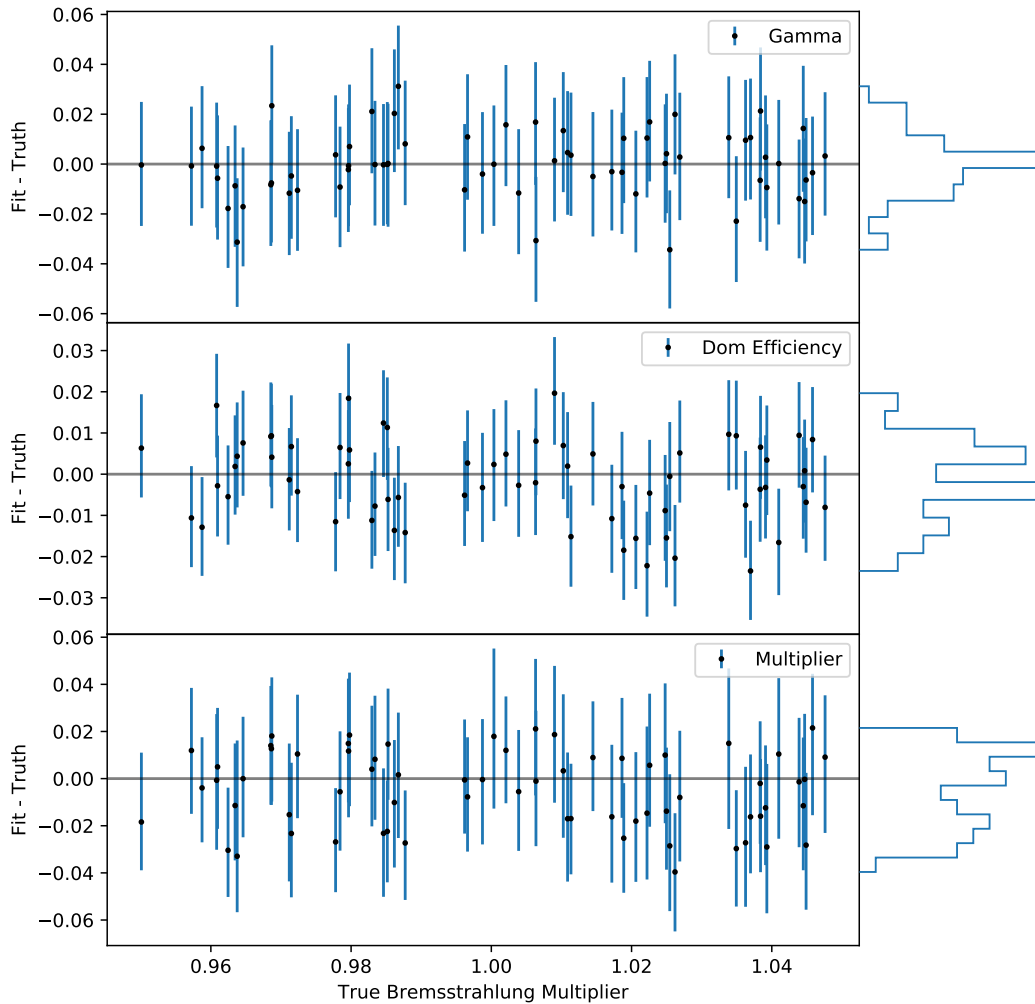 0.06
Gamma
0.04
0.02
0.00
−0.02
−0.04
−0.06
Fit - Truth
Dom Efficiency
0.03
0.02
0.01
0.00
−0.01
−0.02
−0.03
Fit - Truth
0.06
Multiplier
0.04
0.02
0.00
−0.02
−0.04
−0.06
Fit - Truth
0.96 0.98 1.00 1.02 1.04
True Bremsstrahlung Multiplier